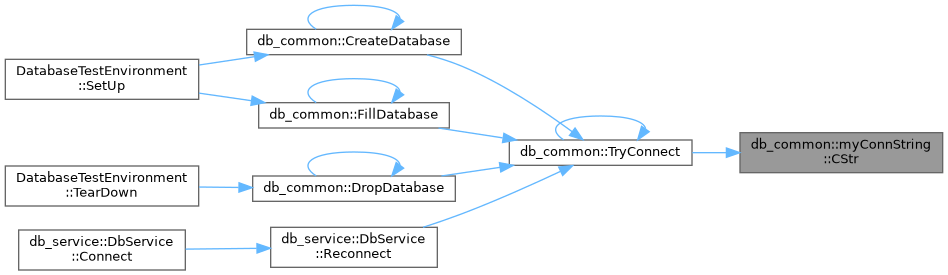 db_common::CreateDatabase
DatabaseTestEnvironment
::SetUp
db_common::FillDatabase
db_common::myConnString
::CStr
db_common::TryConnect
DatabaseTestEnvironment
::TearDown
db_common::DropDatabase
db_service::DbService
::Connect
db_service::DbService
::Reconnect